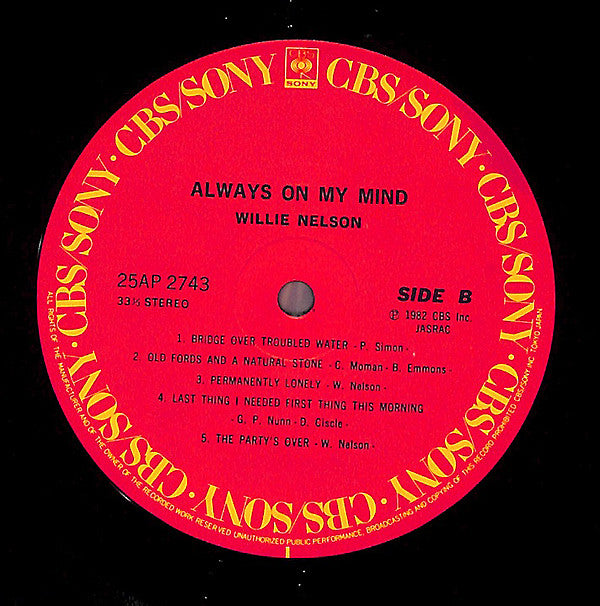 CBS
SONY
CBS/SONY · CBS/SONY · CBS/SONY · CBS/SONY · CBS/SONY · CBS/SONY · CBS/SONY · CBS/SONY
ALWAYS ON MY MIND
WILLIE NELSON
25AP 2743
33⅓ STEREO
SIDE B
Ⓟ 1982 CBS Inc.
JASRAC
1. BRIDGE OVER TROUBLED WATER - P. Simon -
2. OLD FORDS AND A NATURAL STONE - C. Moman - B. Emmons -
3. PERMANENTLY LONELY - W. Nelson -
4. LAST THING I NEEDED FIRST THING THIS MORNING
- G. P. Nunn - D. Ciscle -
5. THE PARTY'S OVER - W. Nelson -
ALL RIGHTS OF THE MANUFACTURER AND OF THE OWNER OF THE RECORDED WORK RESERVED UNAUTHORIZED PUBLIC PERFORMANCE, BROADCASTING AND COPYING OF THIS RECORD PROHIBITED CBS/SONY INC. TOKYO JAPAN